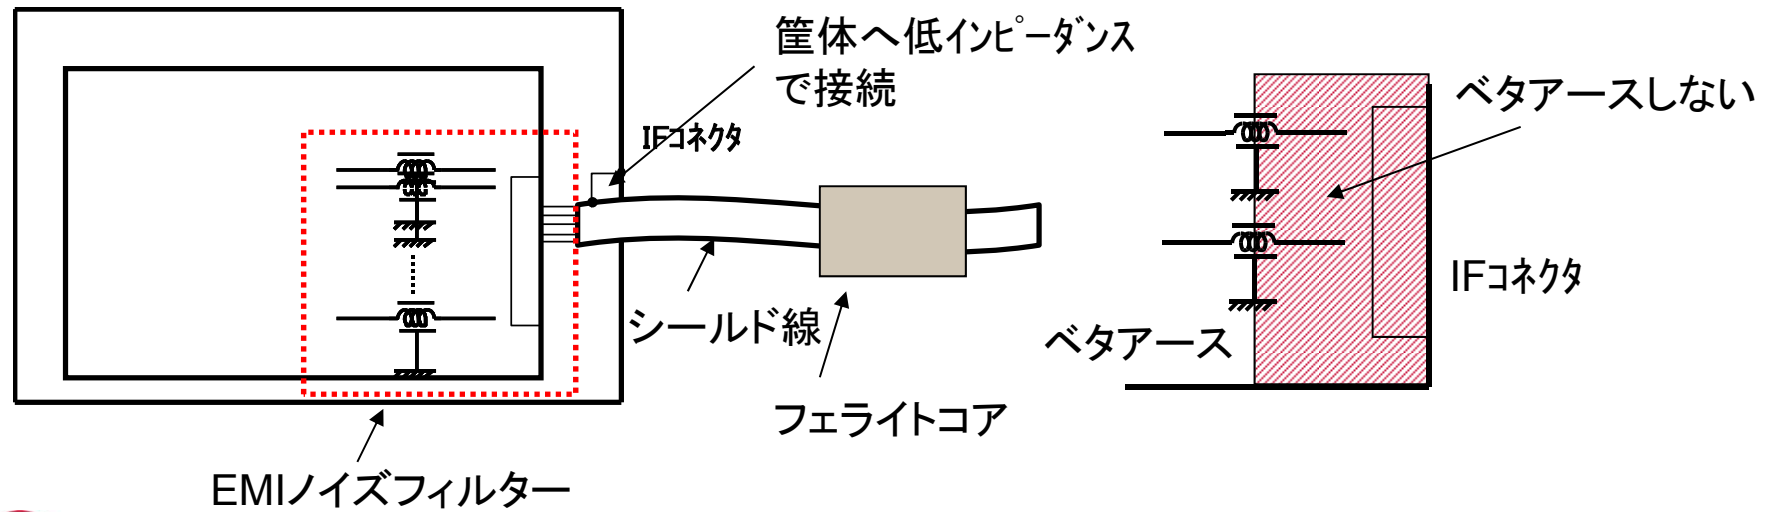 筐体へ低インピーダンス
で接続
IFコネクタ
ベタアースしない
IFコネクタ
シールド線
ベタアース
フェライトコア
EMIノイズフィルター